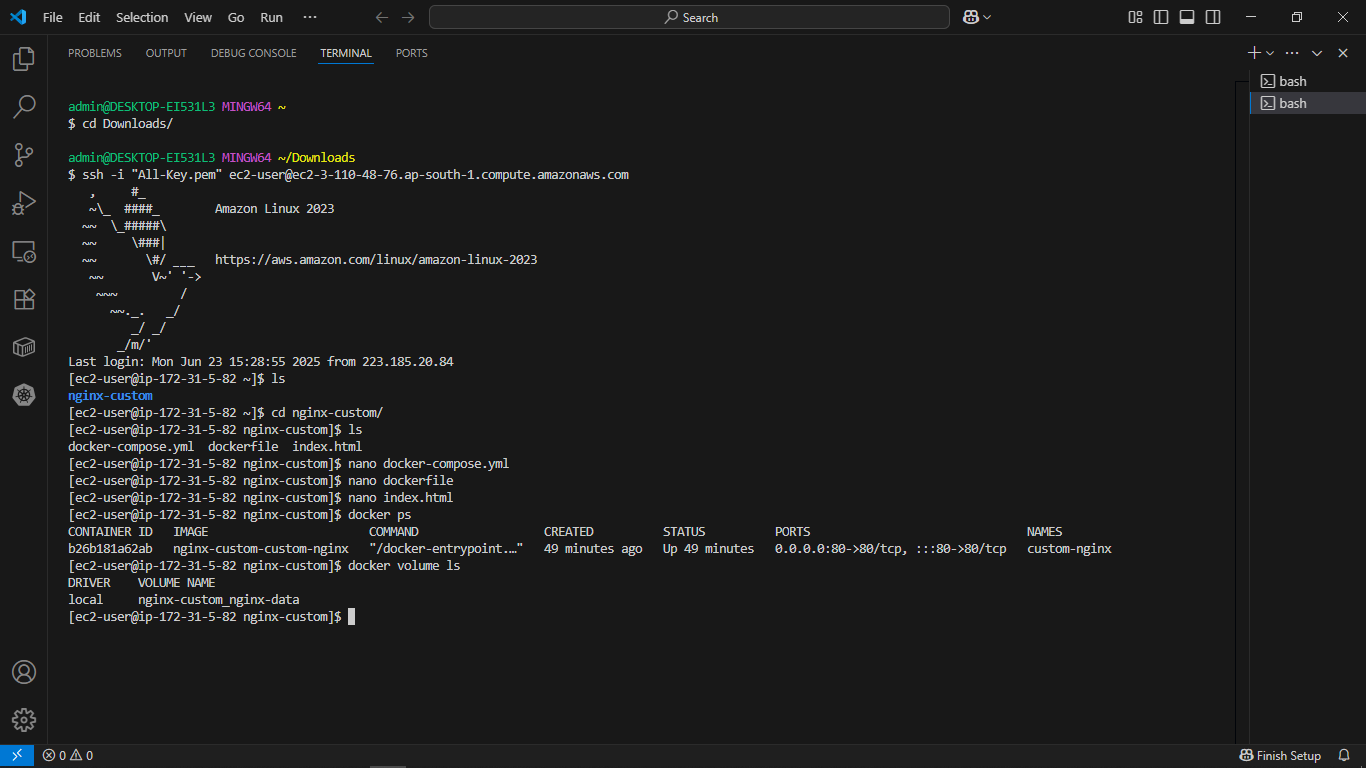 File Edit Selection View Go Run ···
Search
PROBLEMS OUTPUT DEBUG CONSOLE TERMINAL PORTS
bash
bash
admin@DESKTOP-EI531L3 MINGW64 ~
$ cd Downloads/
admin@DESKTOP-EI531L3 MINGW64 ~/Downloads
$ ssh -i "All-Key.pem" ec2-user@ec2-3-110-48-76.ap-south-1.compute.amazonaws.com
   ,     #_
   ~\_  ####_        Amazon Linux 2023
  ~~  \_#####\
  ~~     \###|
  ~~       \#/ ___   https://aws.amazon.com/linux/amazon-linux-2023
   ~~       V~' '->
    ~~~         /
      ~~._.   _/
         _/ _/
       _/m/'
Last login: Mon Jun 23 15:28:55 2025 from 223.185.20.84
[ec2-user@ip-172-31-5-82 ~]$ ls
nginx-custom
[ec2-user@ip-172-31-5-82 ~]$ cd nginx-custom/
[ec2-user@ip-172-31-5-82 nginx-custom]$ ls
docker-compose.yml  dockerfile  index.html
[ec2-user@ip-172-31-5-82 nginx-custom]$ nano docker-compose.yml
[ec2-user@ip-172-31-5-82 nginx-custom]$ nano dockerfile
[ec2-user@ip-172-31-5-82 nginx-custom]$ nano index.html
[ec2-user@ip-172-31-5-82 nginx-custom]$ docker ps
CONTAINER ID   IMAGE                       COMMAND                  CREATED          STATUS          PORTS                               NAMES
b26b181a62ab   nginx-custom-custom-nginx   "/docker-entrypoint.…"   49 minutes ago   Up 49 minutes   0.0.0.0:80->80/tcp, :::80->80/tcp   custom-nginx
[ec2-user@ip-172-31-5-82 nginx-custom]$ docker volume ls
DRIVER    VOLUME NAME
local     nginx-custom_nginx-data
[ec2-user@ip-172-31-5-82 nginx-custom]$
0 0 Finish Setup